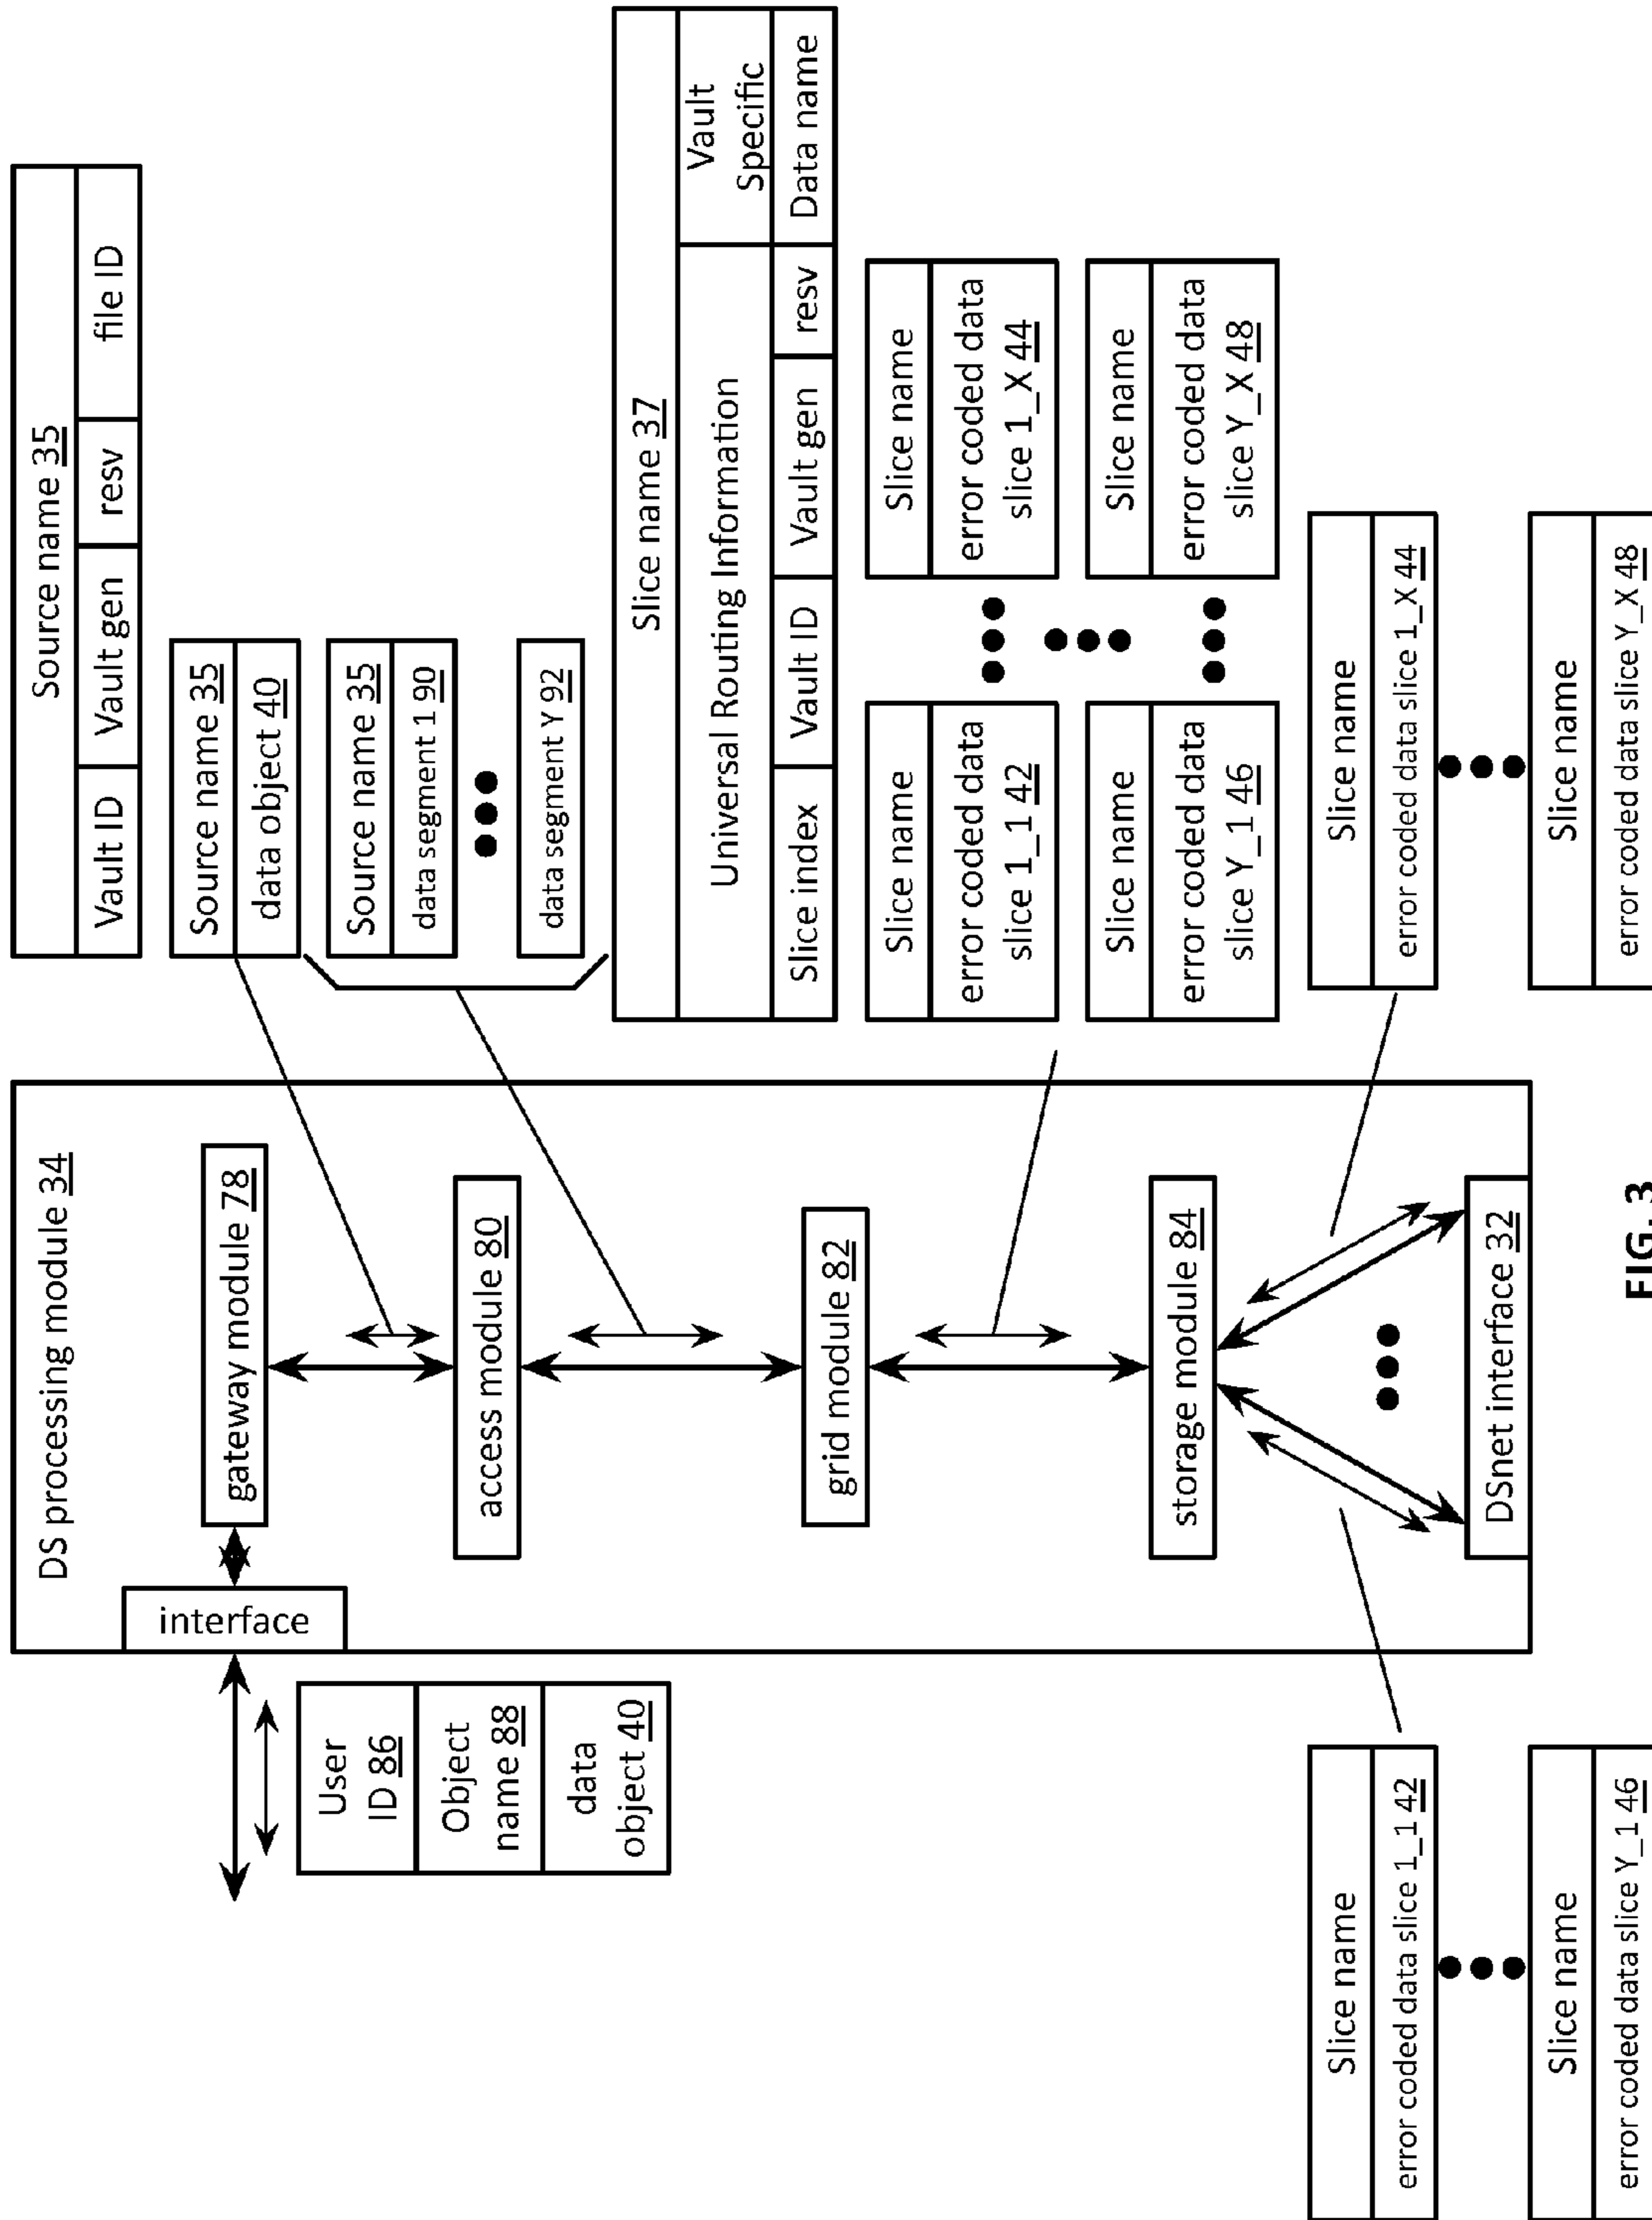 DS processing module 34
interface
gateway module 78
access module 80
grid module 82
storage module 84
DSnet interface 32
User
ID 86
Object
name 88
data
object 40
Source name 35
Vault ID
Vault gen
resv
file ID
Source name 35
data object 40
Source name 35
data segment 1 90
data segment Y 92
Slice name 37
Universal Routing Information
Vault
Specific
Slice index
Vault ID
Vault gen
resv
Data name
Slice name
error coded data
slice 1_1 42
Slice name
error coded data
slice 1_X 44
Slice name
error coded data
slice Y_1 46
Slice name
error coded data
slice Y_X 48
Slice name
error coded data slice 1_1 42
Slice name
error coded data slice Y_1 46
Slice name
error coded data slice 1_X 44
Slice name
error coded data slice Y_X 48
FIG. 3